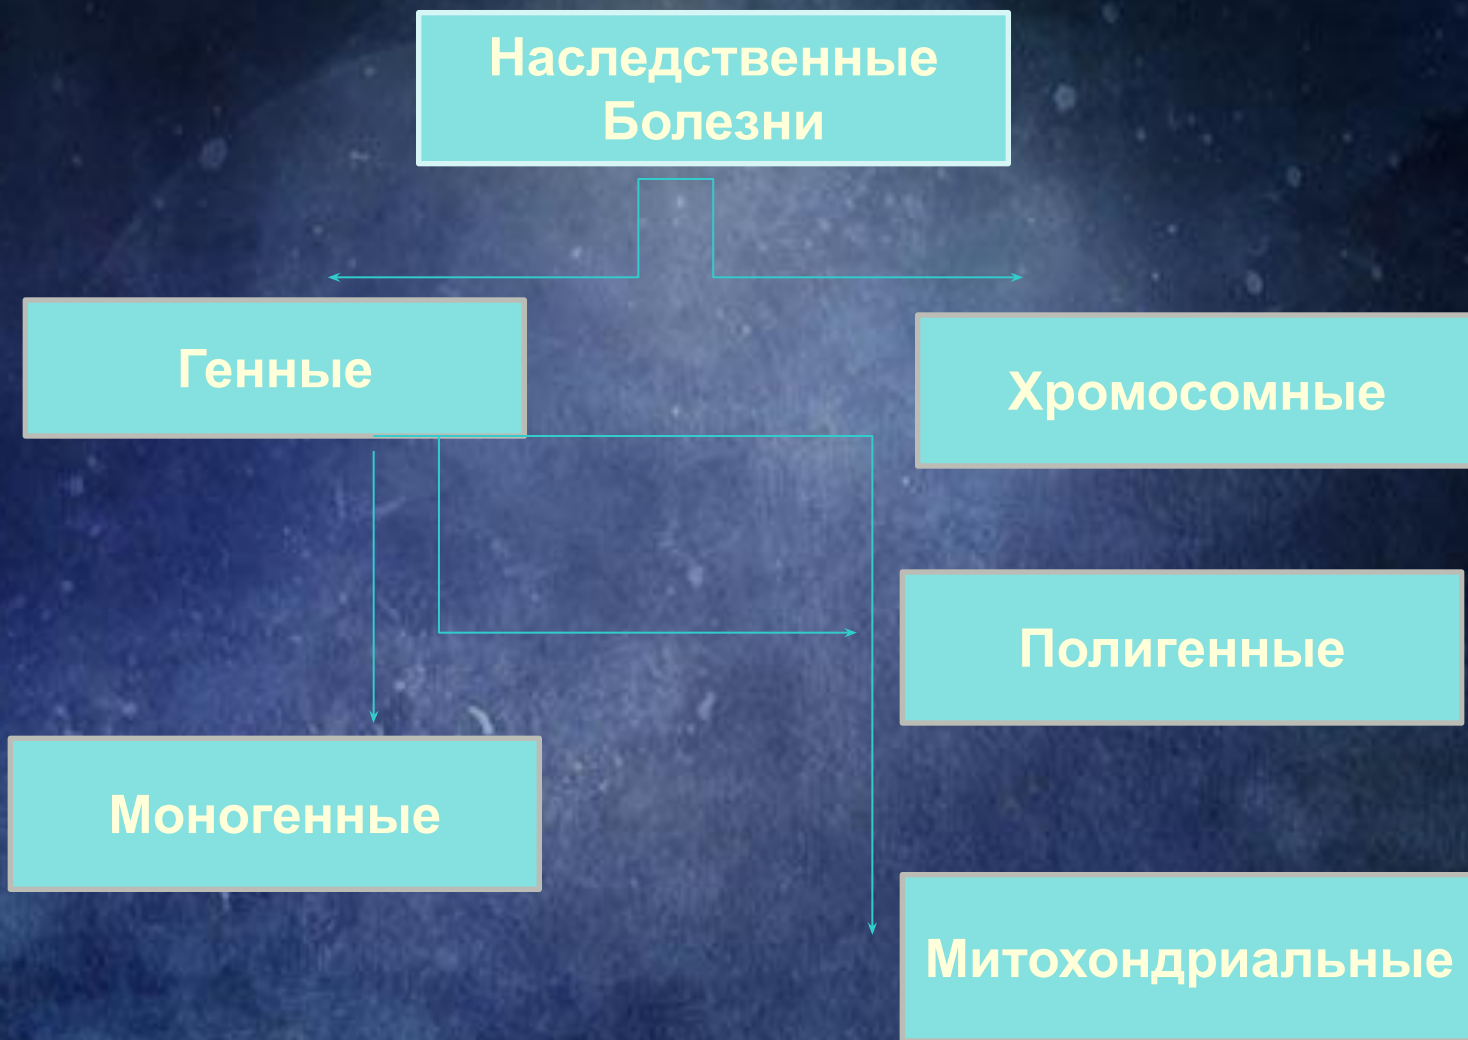 Наследственные
Болезни
Генные
Хромосомные
Полигенные
Моногенные
Митохондриальные